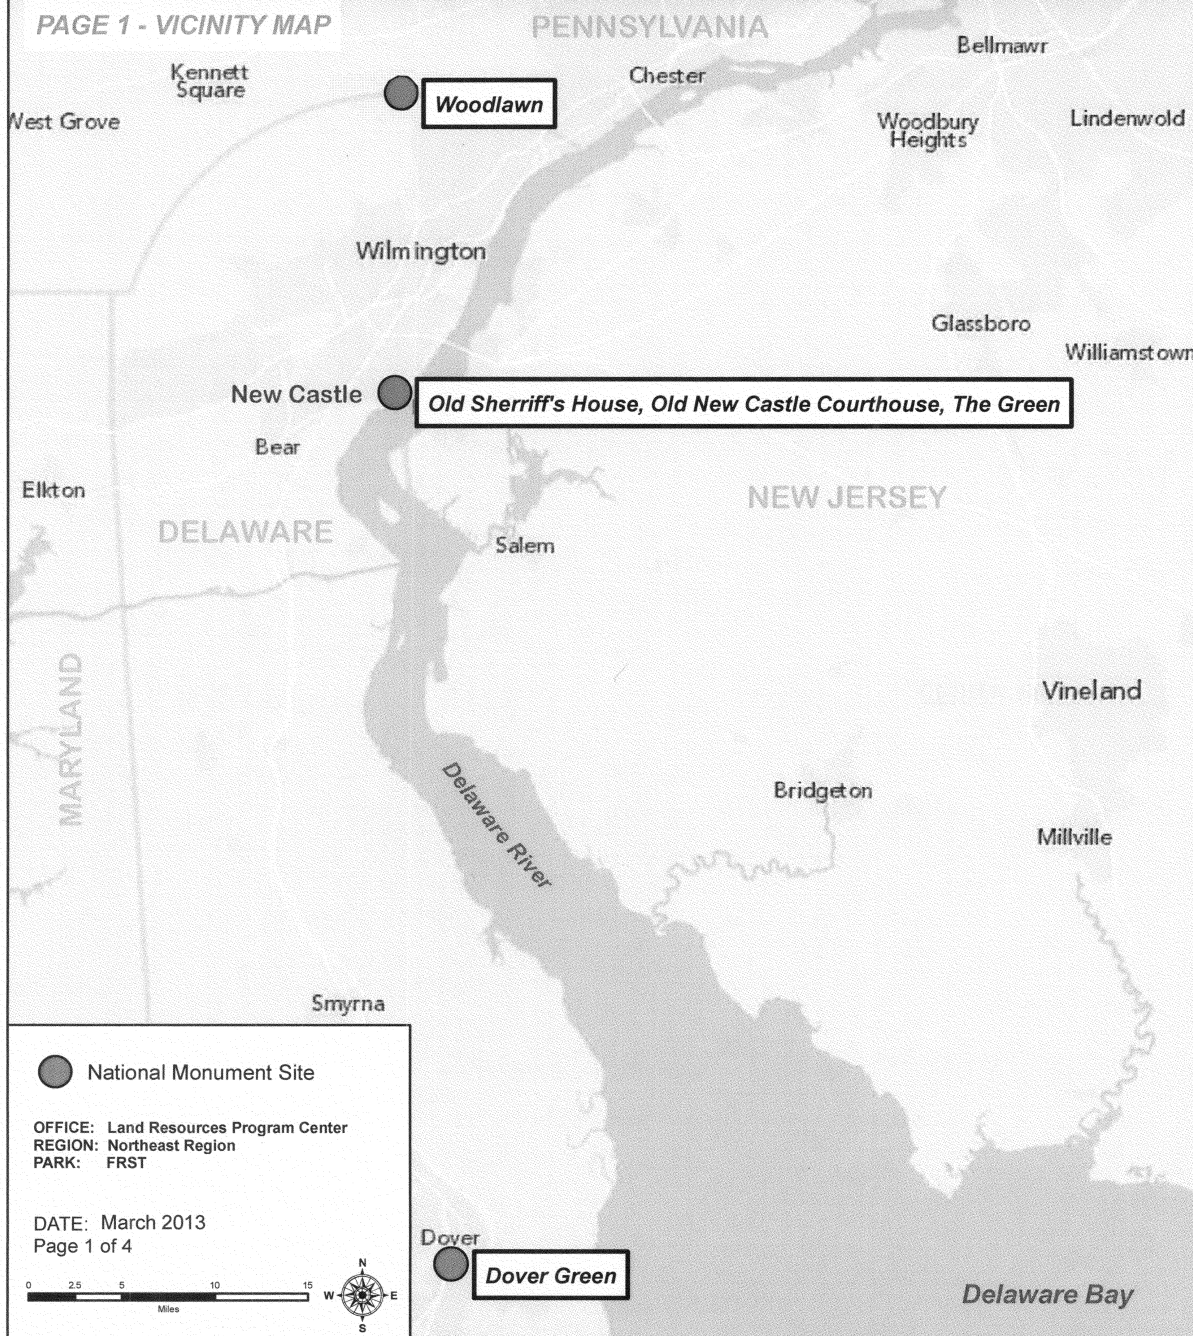 PAGE 1 - VICINITY MAP
PENNSYLVANIA
Bellmawr
Kennett
Square
Chester
Woodlawn
West Grove
Woodbury
Heights
Lindenwold
Wilmington
Glassboro
Williamstown
New Castle
Old Sherriff's House, Old New Castle Courthouse, The Green
Bear
Elkton
NEW JERSEY
DELAWARE
Salem
MARYLAND
Vineland
Delaware River
Bridgeton
Millville
Smyrna
National Monument Site
OFFICE: Land Resources Program Center
REGION: Northeast Region
PARK: FRST
DATE: March 2013
Page 1 of 4
0 2.5 5 10 15
Miles
N
W E
S
Dover
Dover Green
Delaware Bay